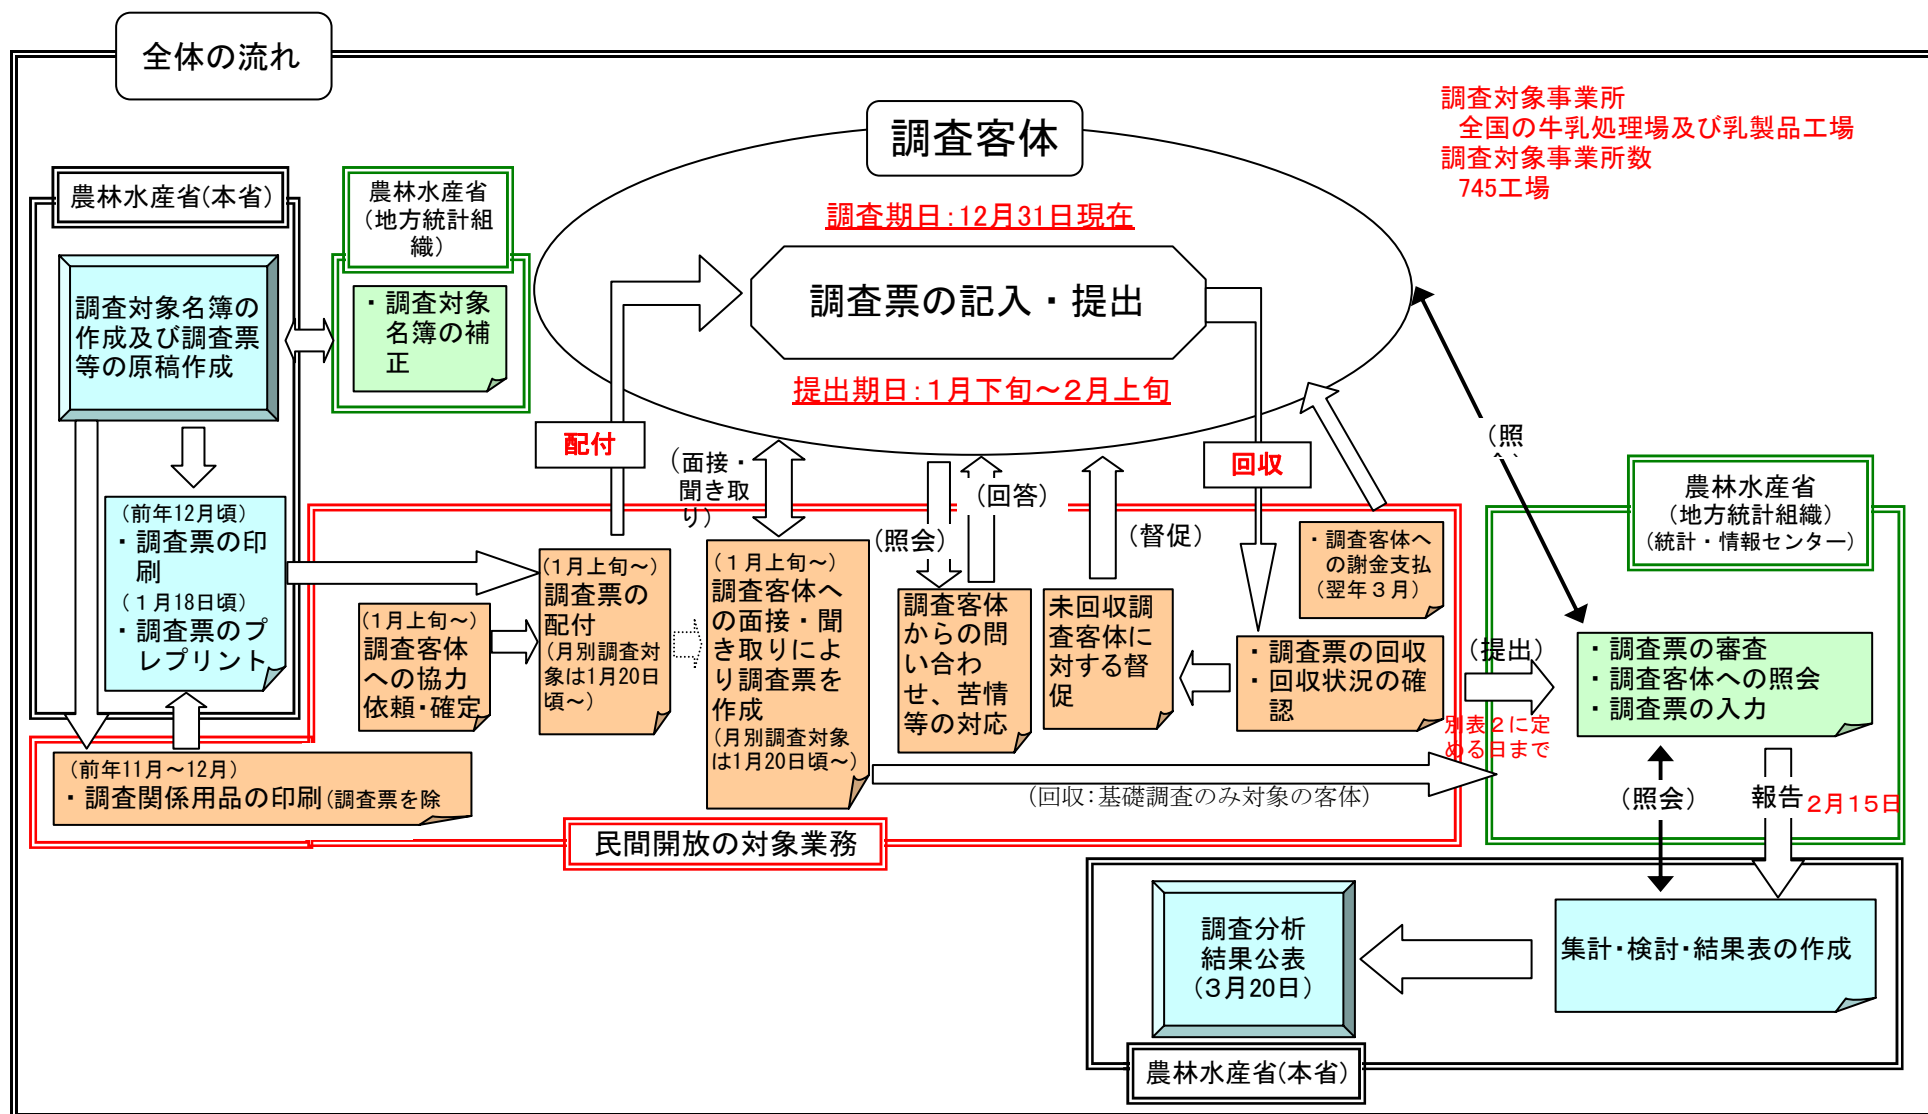 全体の流れ
調査対象事業所
全国の牛乳処理場及び乳製品工場
調査対象事業所数
745工場
調査客体
調査期日:12月31日現在
調査票の記入・提出
提出期日:1月下旬～2月上旬
農林水産省(本省)
調査対象名簿の
作成及び調査票
等の原稿作成
農林水産省
(地方統計組
織)
・調査対象
名簿の補
正
(前年12月頃)
・調査票の印
刷
(1月18日頃)
・調査票のプ
レプリント
(前年11月～12月)
・調査関係用品の印刷(調査票を除
配付
(面接・
聞き取
り)
(照会)
(回答)
(督促)
回収
(照
(1月上旬～)
調査客体
への協力
依頼・確定
(1月上旬～)
調査票の
配付
(月別調査対
象は1月20日
頃～)
(1月上旬～)
調査客体へ
の面接・聞
き取りによ
り調査票を
作成
(月別調査対象
は1月20日頃～)
調査客体
からの問
い合わ
せ、苦情
等の対応
未回収調
査客体に
対する督
促
・調査客体へ
の謝金支払
(翌年3月)
・調査票の回収
・回収状況の確
認
(提出)
別表2に定
める日まで
(回収:基礎調査のみ対象の客体)
民間開放の対象業務
農林水産省
(地方統計組織)
(統計・情報センター)
・調査票の審査
・調査客体への照会
・調査票の入力
(照会)
報告
2月15日
集計・検討・結果表の作成
調査分析
結果公表
(3月20日)
農林水産省(本省)